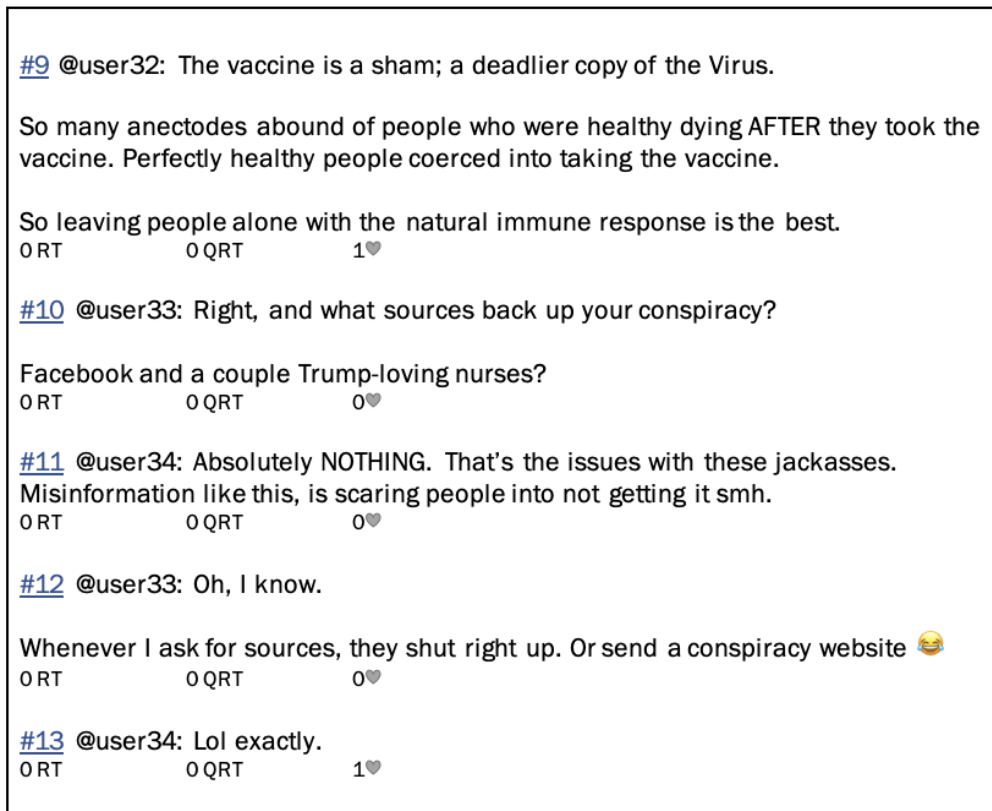 #9 @user32: The vaccine is a sham; a deadlier copy of the Virus.
So many anectodes abound of people who were healthy dying AFTER they took the
vaccine. Perfectly healthy people coerced into taking the vaccine.
So leaving people alone with the natural immune response is the best.
0 RT 0 QRT 1🖤
#10 @user33: Right, and what sources back up your conspiracy?
Facebook and a couple Trump-loving nurses?
0 RT 0 QRT 0🖤
#11 @user34: Absolutely NOTHING. That's the issues with these jackasses.
Misinformation like this, is scaring people into not getting it smh.
0 RT 0 QRT 0🖤
#12 @user33: Oh, I know.
Whenever I ask for sources, they shut right up. Or send a conspiracy website 😂
0 RT 0 QRT 0🖤
#13 @user34: Lol exactly.
0 RT 0 QRT 1🖤